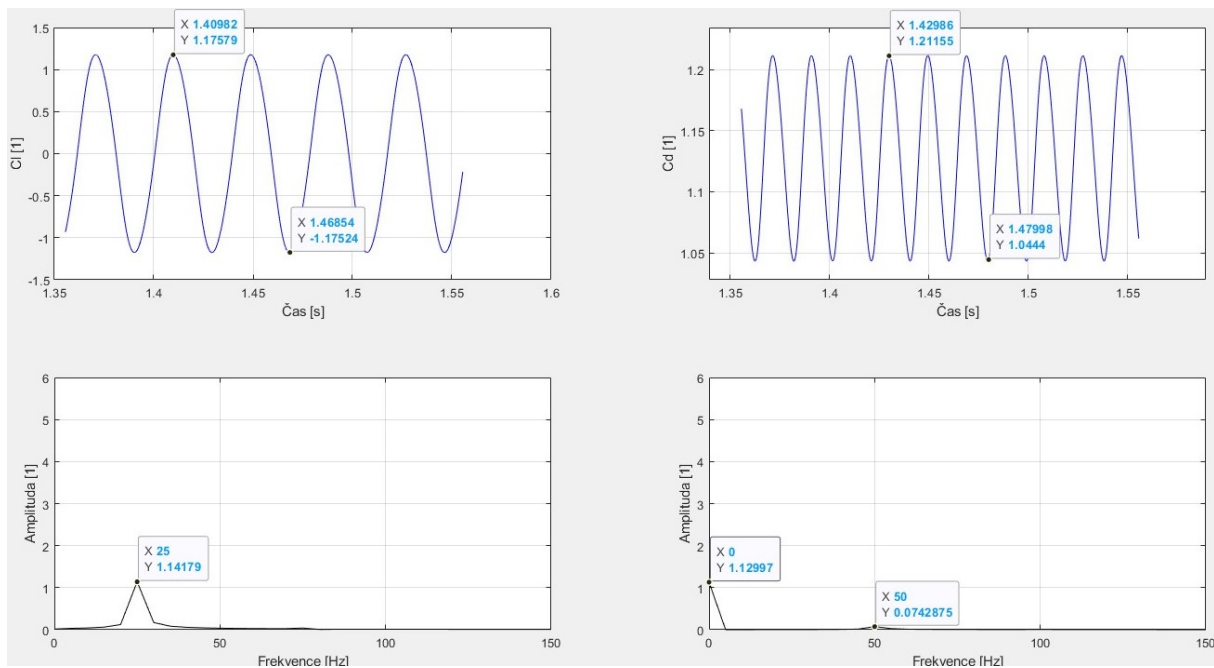 X 1.40982
Y 1.17579
X 1.46854
Y -1.17524
1.5
1
0.5
0
-0.5
-1
-1.5
Cl [1]
1.35
1.4
1.45
1.5
1.55
1.6
Čas [s]
X 1.42986
Y 1.21155
X 1.47998
Y 1.0444
1.2
1.15
1.1
1.05
Cd [1]
1.35
1.4
1.45
1.5
1.55
Čas [s]
6
5
4
3
2
1
0
Amplituda [1]
X 25
Y 1.14179
0
50
100
150
Frekvence [Hz]
6
5
4
3
2
1
0
Amplituda [1]
X 0
Y 1.12997
X 50
Y 0.0742875
0
50
100
150
Frekvence [Hz]